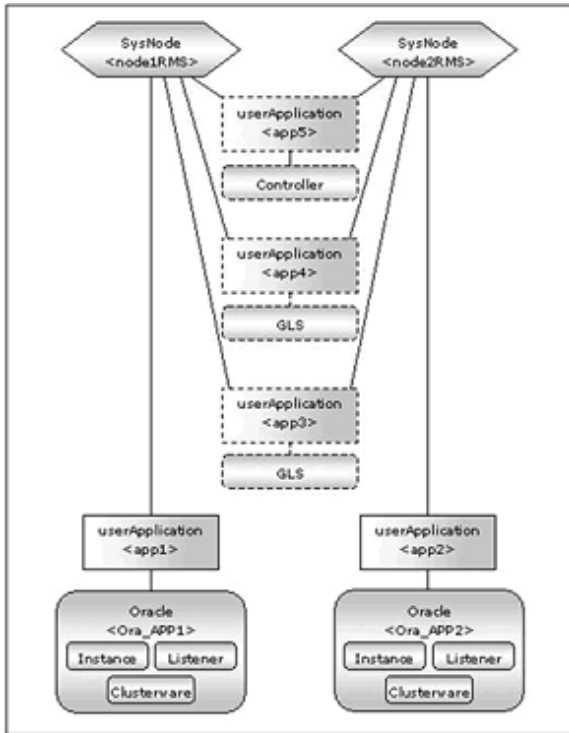 SysNode
<node1RMS>
SysNode
<node2RMS>
userApplication
<app5>
Controller
userApplication
<app4>
GLS
userApplication
<app3>
GLS
userApplication
<app1>
userApplication
<app2>
Oracle
<Ora_APP1>
Instance
Listener
Clusterware
Oracle
<Ora_APP2>
Instance
Listener
Clusterware